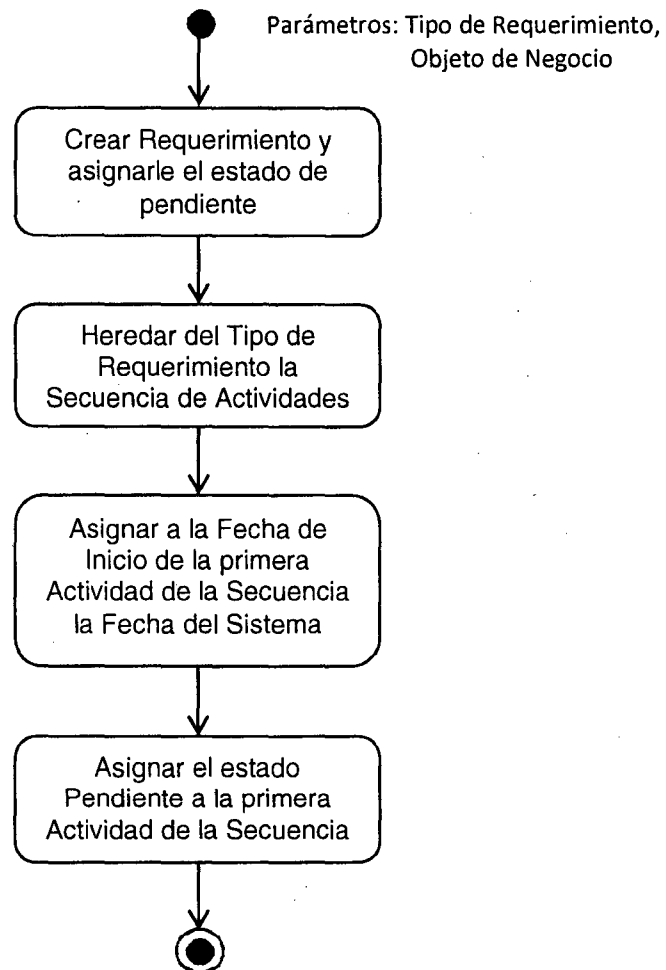 Parámetros: Tipo de Requerimiento,
Objeto de Negocio
Crear Requerimiento y
asignarle el estado de
pendiente
Heredar del Tipo de
Requerimiento la
Secuencia de Actividades
Asignar a la Fecha de
Inicio de la primera
Actividad de la Secuencia
la Fecha del Sistema
Asignar el estado
Pendiente a la primera
Actividad de la Secuencia